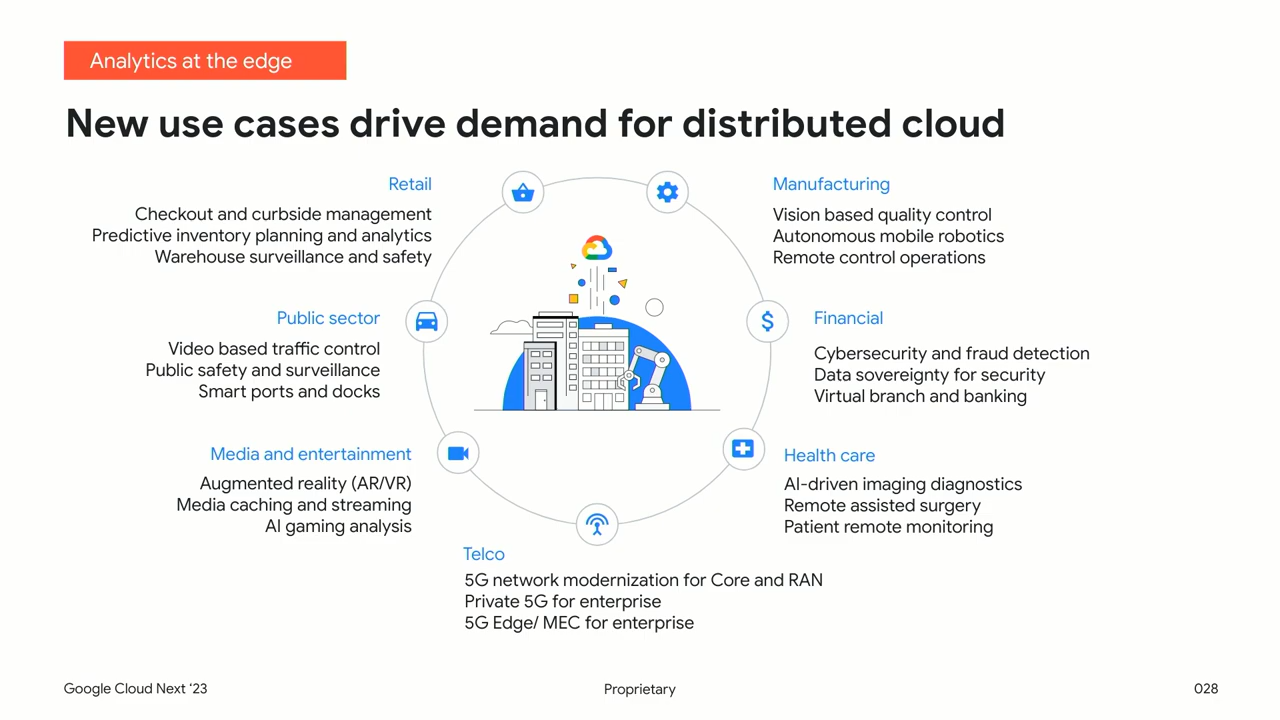 Analytics at the edge
New use cases drive demand for distributed cloud
Retail
Checkout and curbside management
Predictive inventory planning and analytics
Warehouse surveillance and safety
Manufacturing
Vision based quality control
Autonomous mobile robotics
Remote control operations
Public sector
Video based traffic control
Public safety and surveillance
Smart ports and docks
Financial
Cybersecurity and fraud detection
Data sovereignty for security
Virtual branch and banking
Media and entertainment
Augmented reality (AR/VR)
Media caching and streaming
AI gaming analysis
Health care
AI-driven imaging diagnostics
Remote assisted surgery
Patient remote monitoring
Telco
5G network modernization for Core and RAN
Private 5G for enterprise
5G Edge/ MEC for enterprise
Google Cloud Next ‘23
Proprietary
028